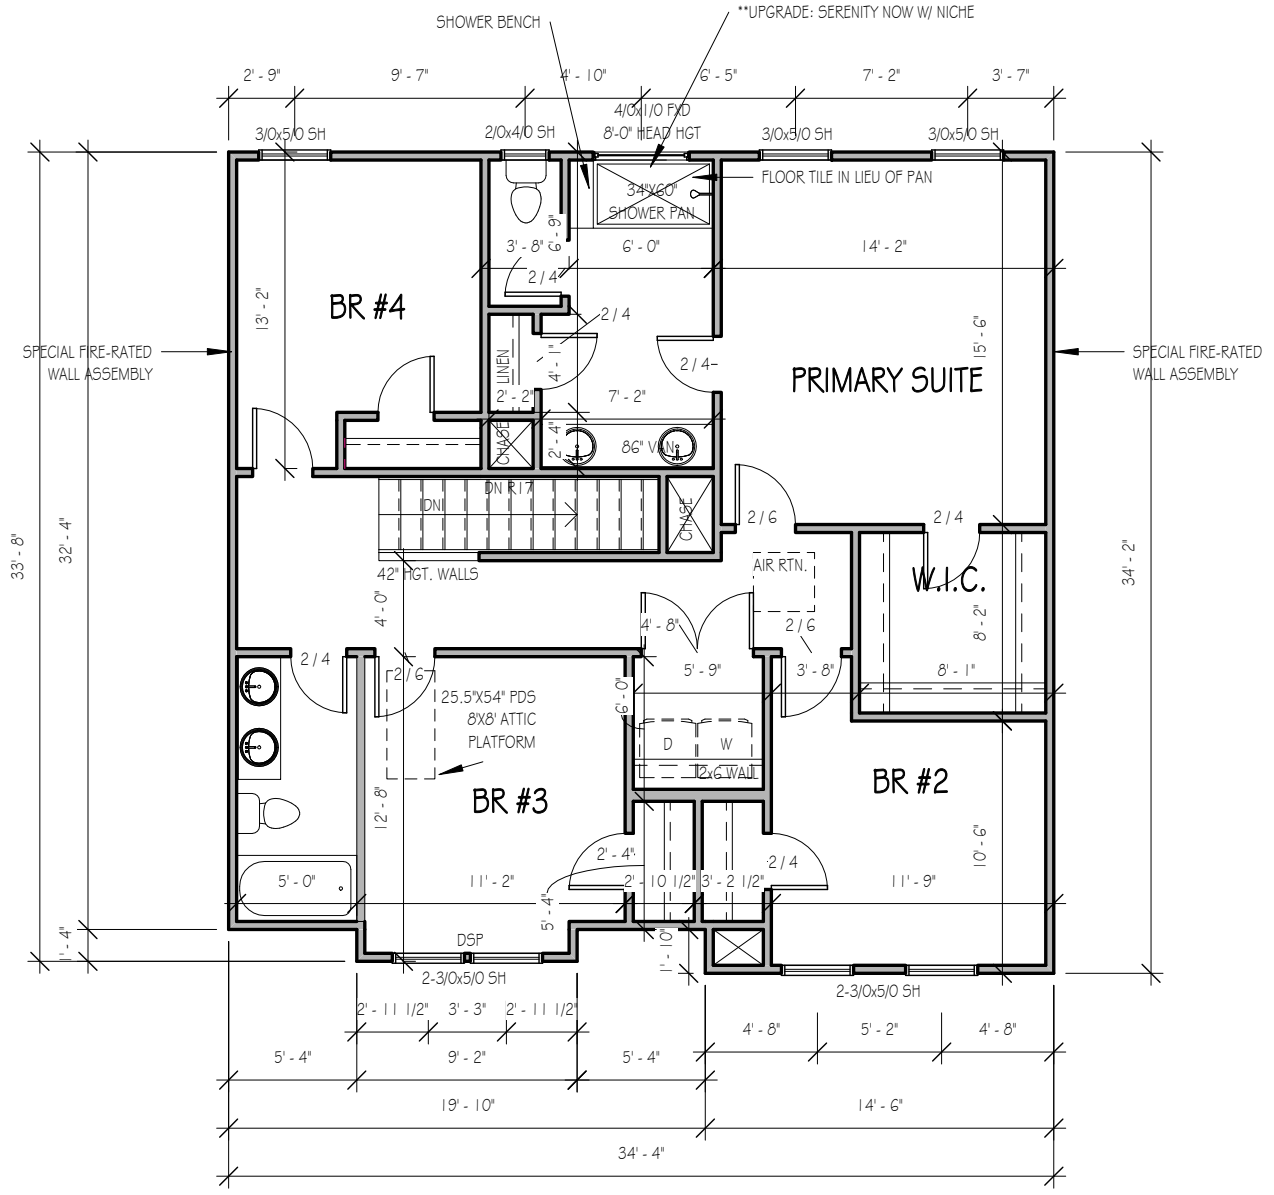 **UPGRADE: SERENITY NOW W/ NICHE
SHOWER BENCH
2' - 9"
9' - 7"
4' - 10"
6' - 5"
7' - 2"
3' - 7"
4/0x1/0 FXD
8'-0" HEAD HGT
3/0x5/0 SH
2/0x4/0 SH
3/0x5/0 SH
3/0x5/0 SH
FLOOR TILE IN LIEU OF PAN
34"X60"
SHOWER PAN
3' - 8"
6' - 9"
6' - 0"
14' - 2"
2 / 4
BR #4
13' - 2"
2 / 4
15' - 6"
SPECIAL FIRE-RATED
WALL ASSEMBLY
LINEN
4' - 1"
2 / 4
PRIMARY SUITE
SPECIAL FIRE-RATED
WALL ASSEMBLY
2' - 2"
7' - 2"
CHASE
2' - 4"
86" VAN
DN R17
DN
CHASE
2 / 6
2 / 4
33' - 8"
32' - 4"
34' - 2"
42" HGT. WALLS
AIR RTN.
W.I.C.
4' - 0"
4' - 8"
2 / 6
8' - 2"
2 / 4
2 / 6
5' - 9"
3' - 8"
8' - 1"
25.5"X54" PDS
8'X8' ATTIC
PLATFORM
6' - 0"
D
W
2x6 WALL
BR #3
BR #2
12' - 8"
2' - 4"
2 / 4
10' - 6"
5' - 0"
11' - 2"
2' - 10 1/2"
3' - 2 1/2"
11' - 9"
5' - 4"
1' - 4"
DSP
1' - 10"
2-3/0x5/0 SH
2-3/0x5/0 SH
2' - 11 1/2"
3' - 3"
2' - 11 1/2"
4' - 8"
5' - 2"
4' - 8"
5' - 4"
9' - 2"
5' - 4"
19' - 10"
14' - 6"
34' - 4"